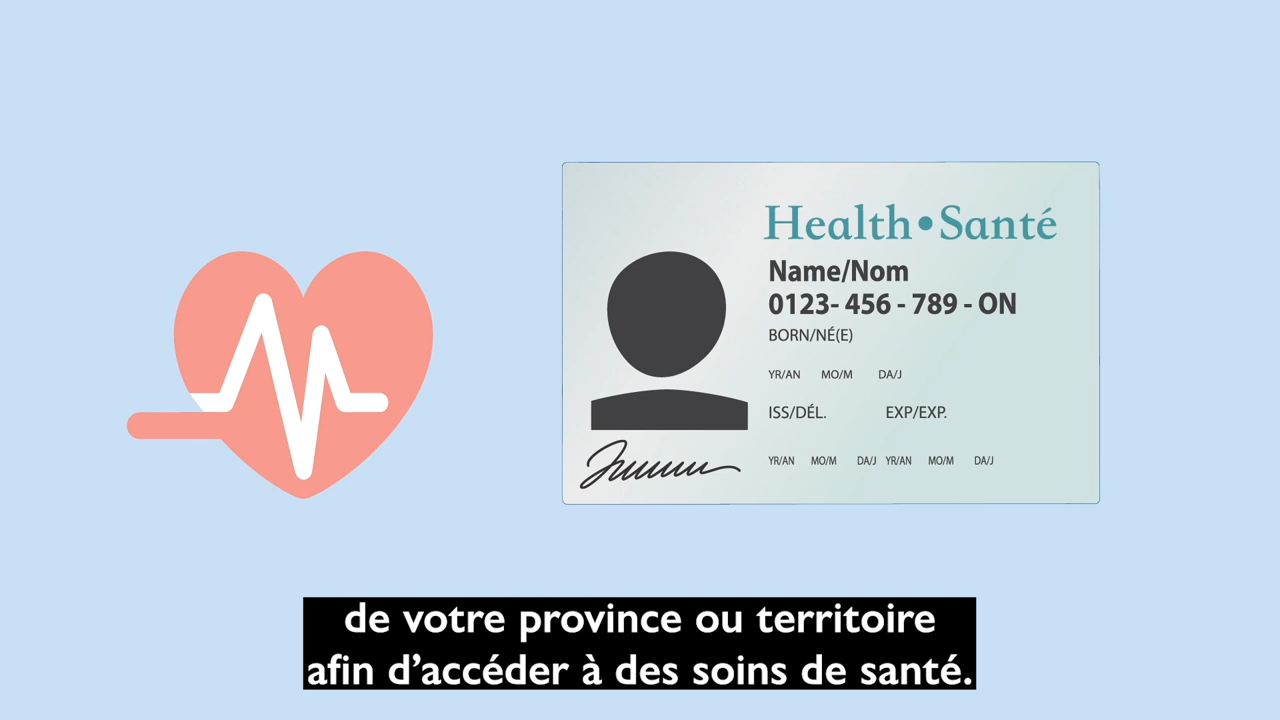 Health•Santé
Name/Nom
0123- 456 - 789 - ON
BORN/NÉ(E)
YR/AN MO/M DA/J
ISS/DÉL. EXP/EXP.
YR/AN MO/M DA/J YR/AN MO/M DA/J
de votre province ou territoire
afin d’accéder à des soins de santé.